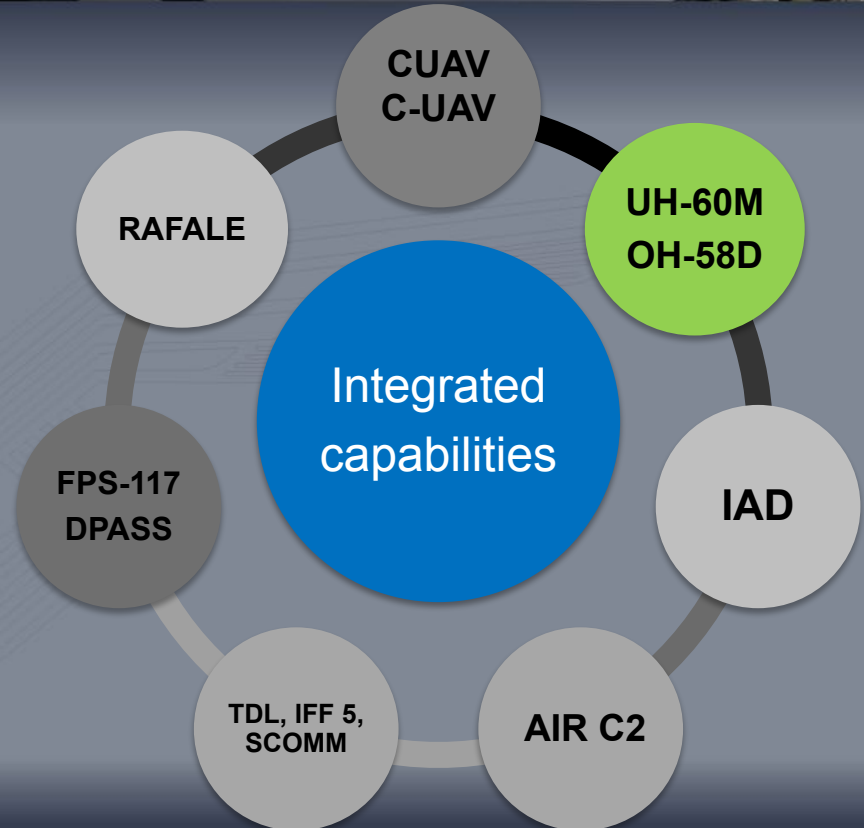 CUAV
C-UAV
UH-60M
OH-58D
RAFALE
Integrated
capabilities
FPS-117
DPASS
IAD
TDL, IFF 5,
SCOMM
AIR C2